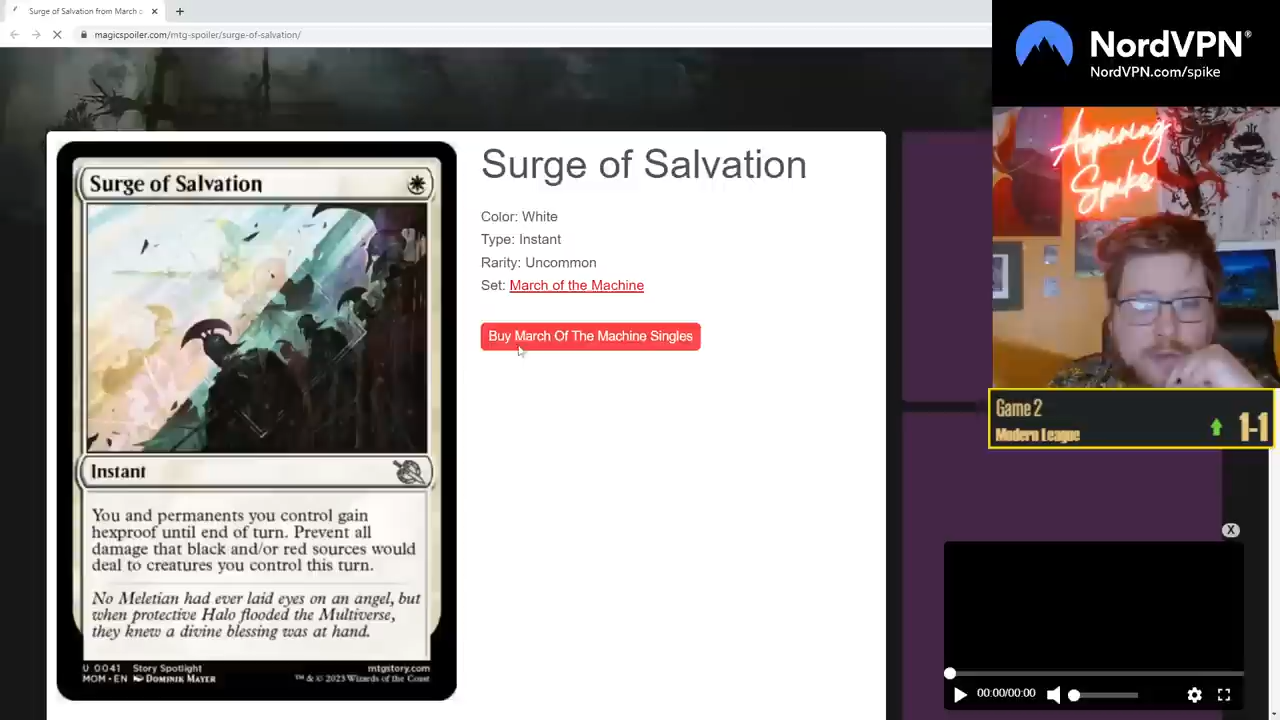 Surge of Salvation from March o
magicspoiler.com/mtg-spoiler/surge-of-salvation/
NordVPN®
NordVPN.com/spike
Aspiring
Spike
Game 2
Modern League
1-1
Surge of Salvation
Color: White
Type: Instant
Rarity: Uncommon
Set: March of the Machine
Buy March Of The Machine Singles
Surge of Salvation
Instant
You and permanents you control gain
hexproof until end of turn. Prevent all
damage that black and/or red sources would
deal to creatures you control this turn.
No Meletian had ever laid eyes on an angel, but
when protective Halo flooded the Multiverse,
they knew a divine blessing was at hand.
U 0041 Story Spotlight mtgstory.com
MOM • EN Dominik Mayer ™ & © 2023 Wizards of the Coast
X
00:00/00:00